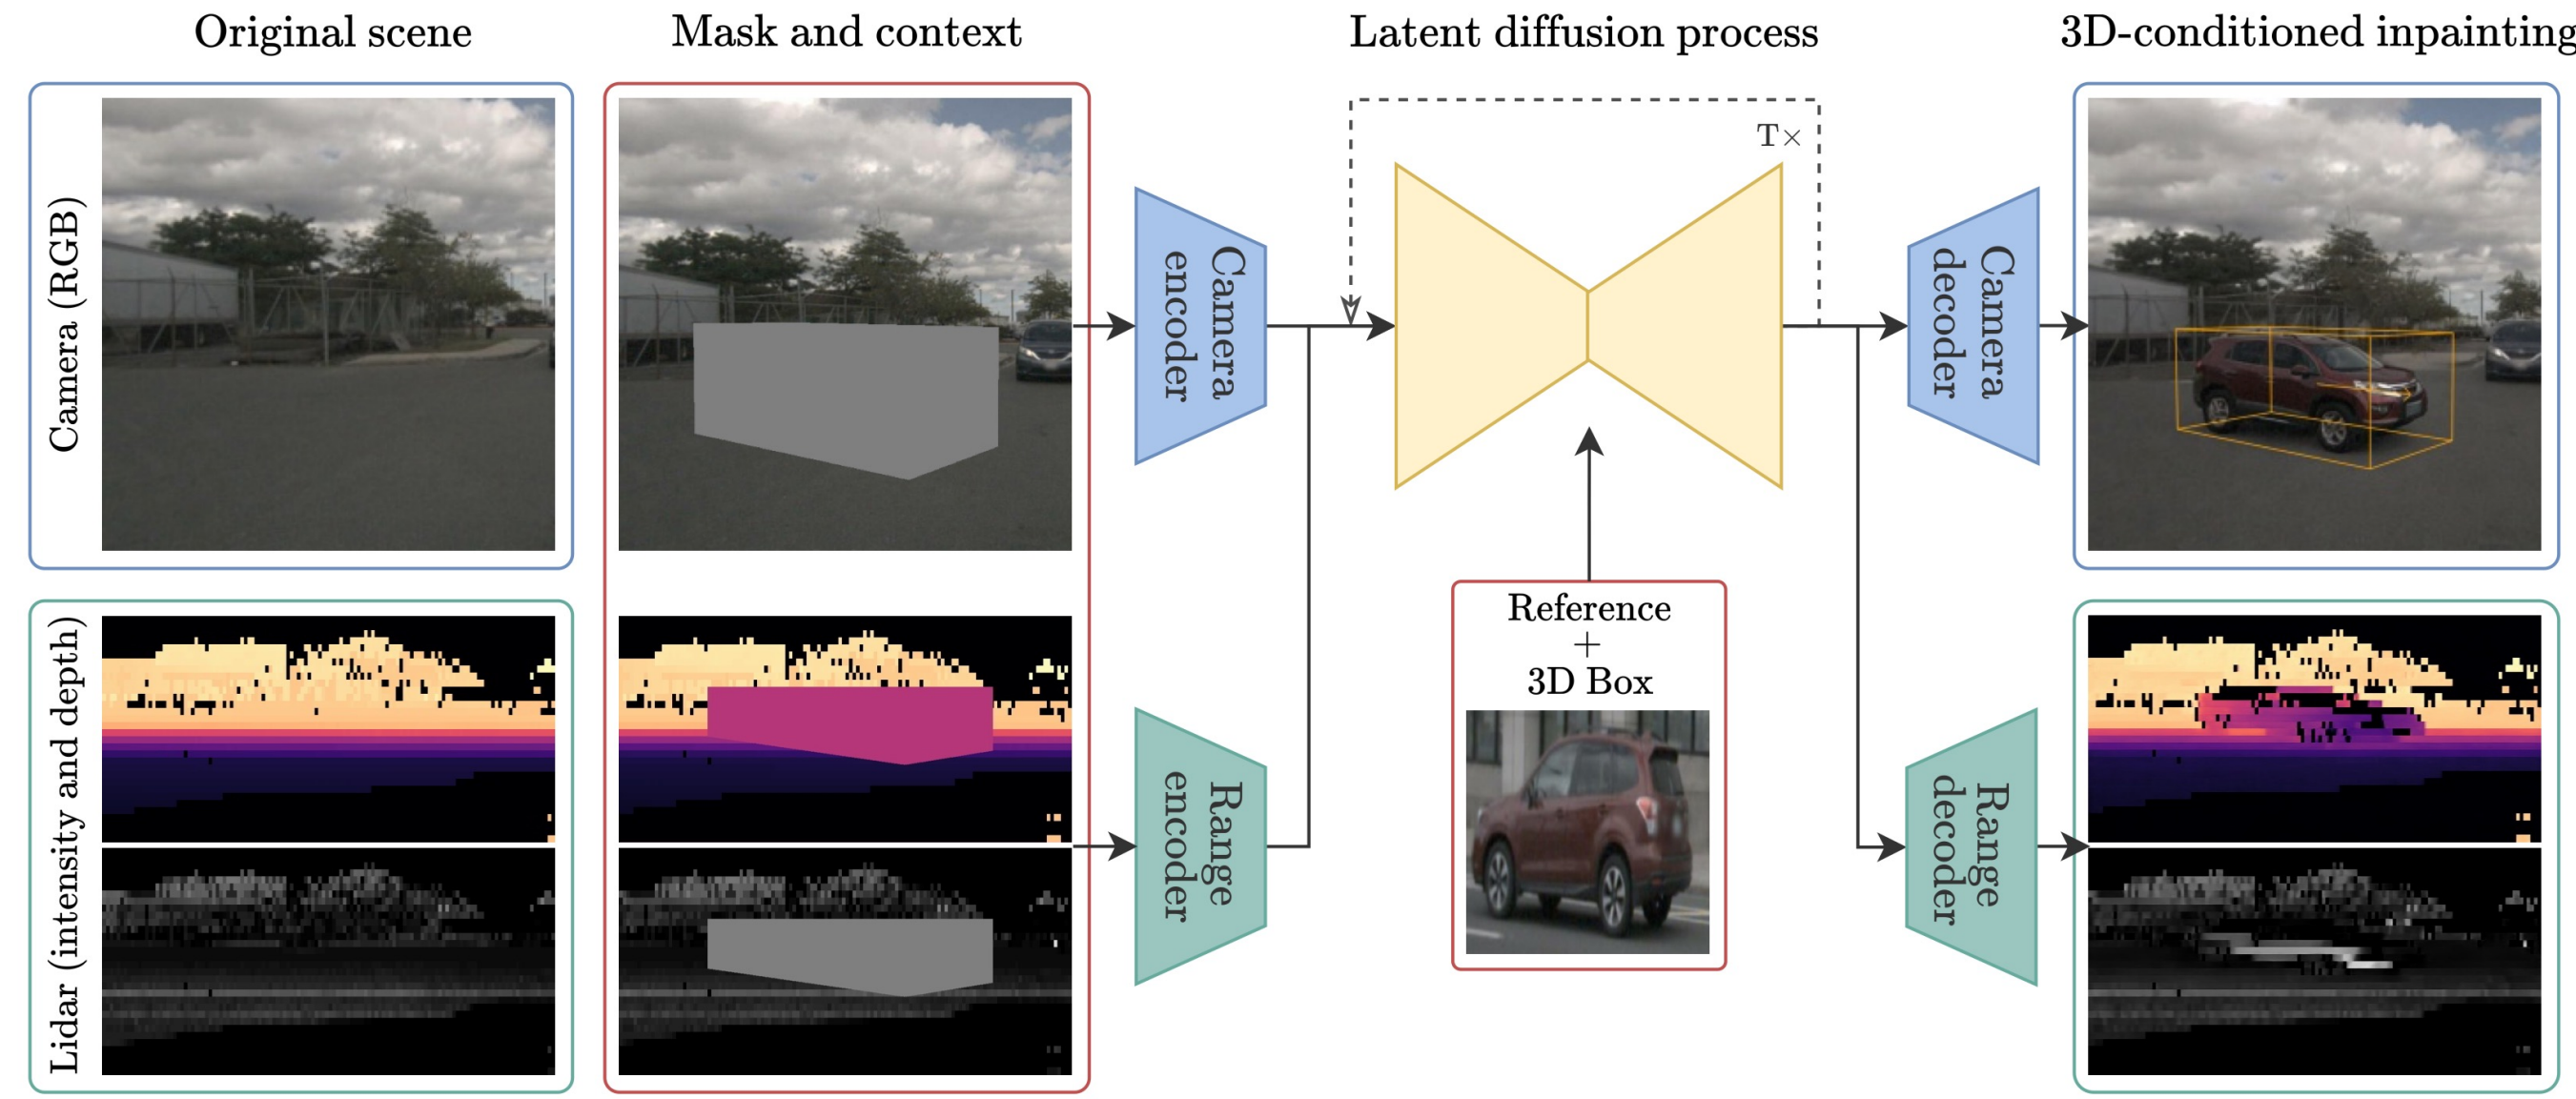 Original scene
Mask and context
Latent diffusion process
3D-conditioned inpainting
Camera (RGB)
Camera
encoder
T×
Camera
decoder
Lidar (intensity and depth)
Range
encoder
Reference
+
3D Box
Range
decoder